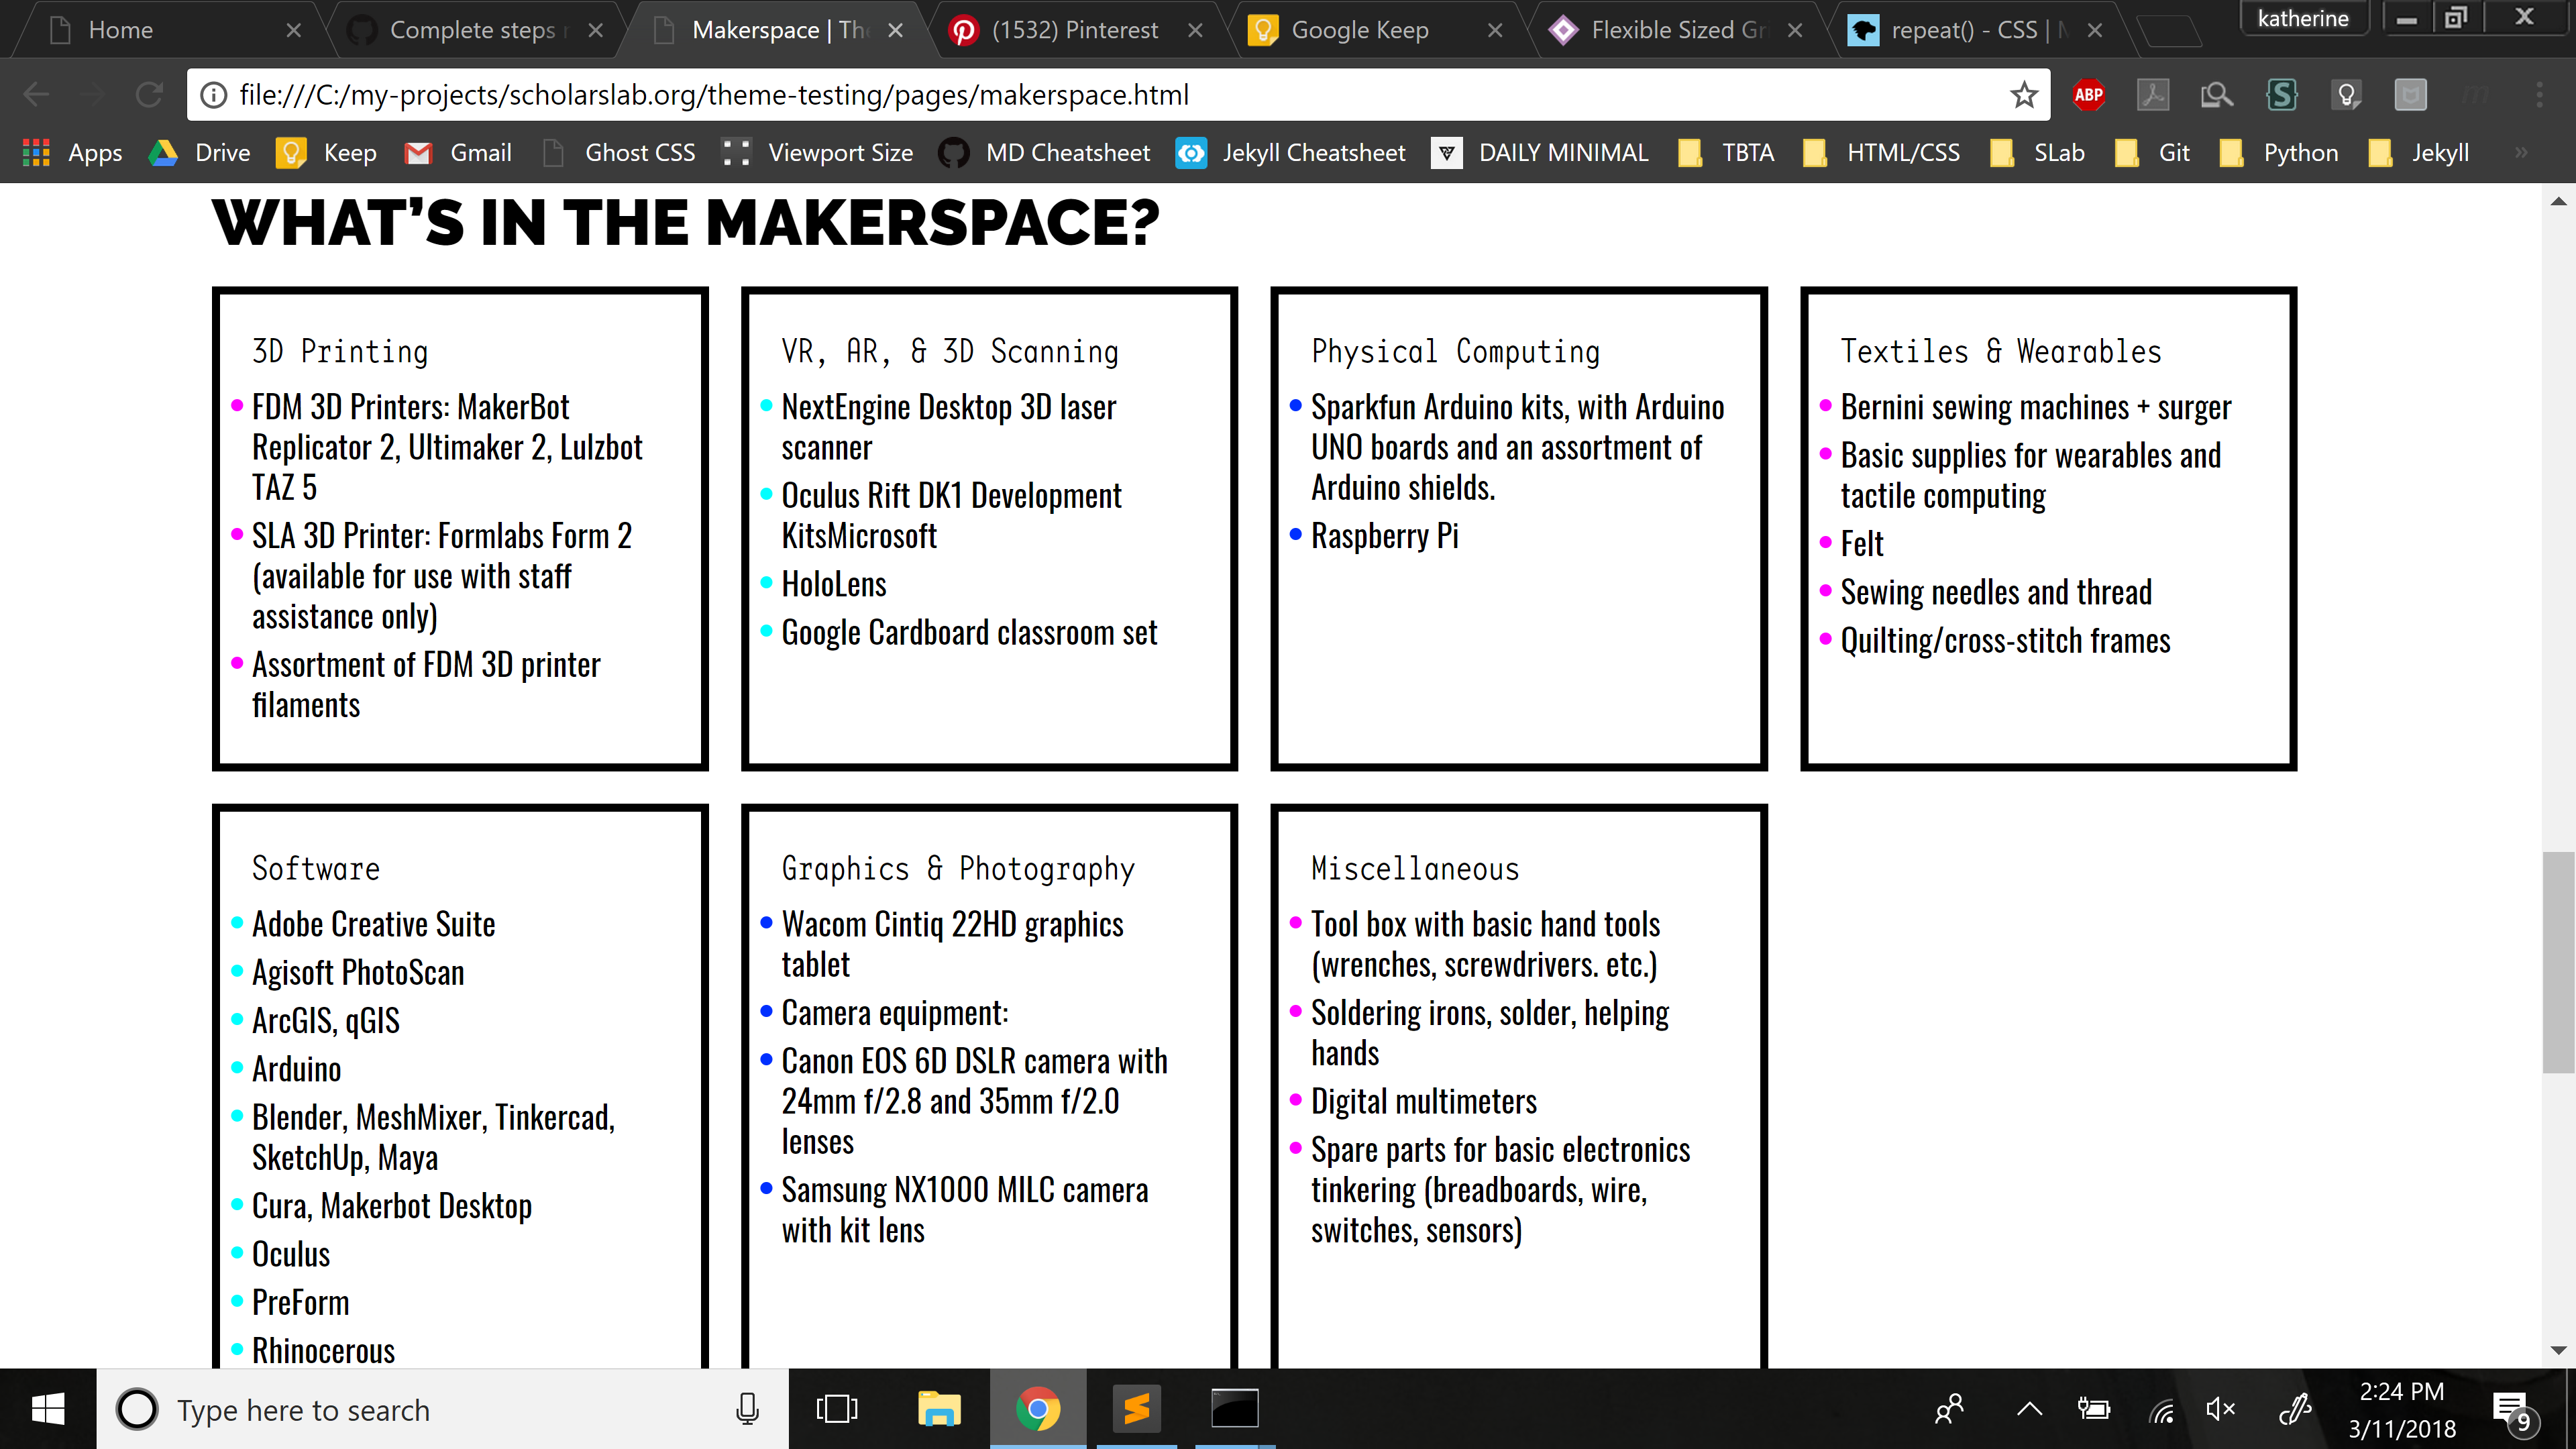 Home
Complete steps
Makerspace | Th
(1532) Pinterest
Google Keep
Flexible Sized Gr
repeat() - CSS |
katherine
file:///C:/my-projects/scholarslab.org/theme-testing/pages/makerspace.html
ABP
Apps
Drive
Keep
Gmail
Ghost CSS
Viewport Size
MD Cheatsheet
Jekyll Cheatsheet
DAILY MINIMAL
TBTA
HTML/CSS
SLab
Git
Python
Jekyll
WHAT'S IN THE MAKERSPACE?
3D Printing
FDM 3D Printers: MakerBot
Replicator 2, Ultimaker 2, Lulzbot
TAZ 5
SLA 3D Printer: Formlabs Form 2
(available for use with staff
assistance only)
Assortment of FDM 3D printer
filaments
VR, AR, & 3D Scanning
NextEngine Desktop 3D laser
scanner
Oculus Rift DK1 Development
KitsMicrosoft
HoloLens
Google Cardboard classroom set
Physical Computing
Sparkfun Arduino kits, with Arduino
UNO boards and an assortment of
Arduino shields.
Raspberry Pi
Textiles & Wearables
Bernini sewing machines + surger
Basic supplies for wearables and
tactile computing
Felt
Sewing needles and thread
Quilting/cross-stitch frames
Software
Adobe Creative Suite
Agisoft PhotoScan
ArcGIS, qGIS
Arduino
Blender, MeshMixer, Tinkercad,
SketchUp, Maya
Cura, Makerbot Desktop
Oculus
PreForm
Rhinocerous
Graphics & Photography
Wacom Cintiq 22HD graphics
tablet
Camera equipment:
Canon EOS 6D DSLR camera with
24mm f/2.8 and 35mm f/2.0
lenses
Samsung NX1000 MILC camera
with kit lens
Miscellaneous
Tool box with basic hand tools
(wrenches, screwdrivers. etc.)
Soldering irons, solder, helping
hands
Digital multimeters
Spare parts for basic electronics
tinkering (breadboards, wire,
switches, sensors)
Type here to search
2:24 PM
3/11/2018
9